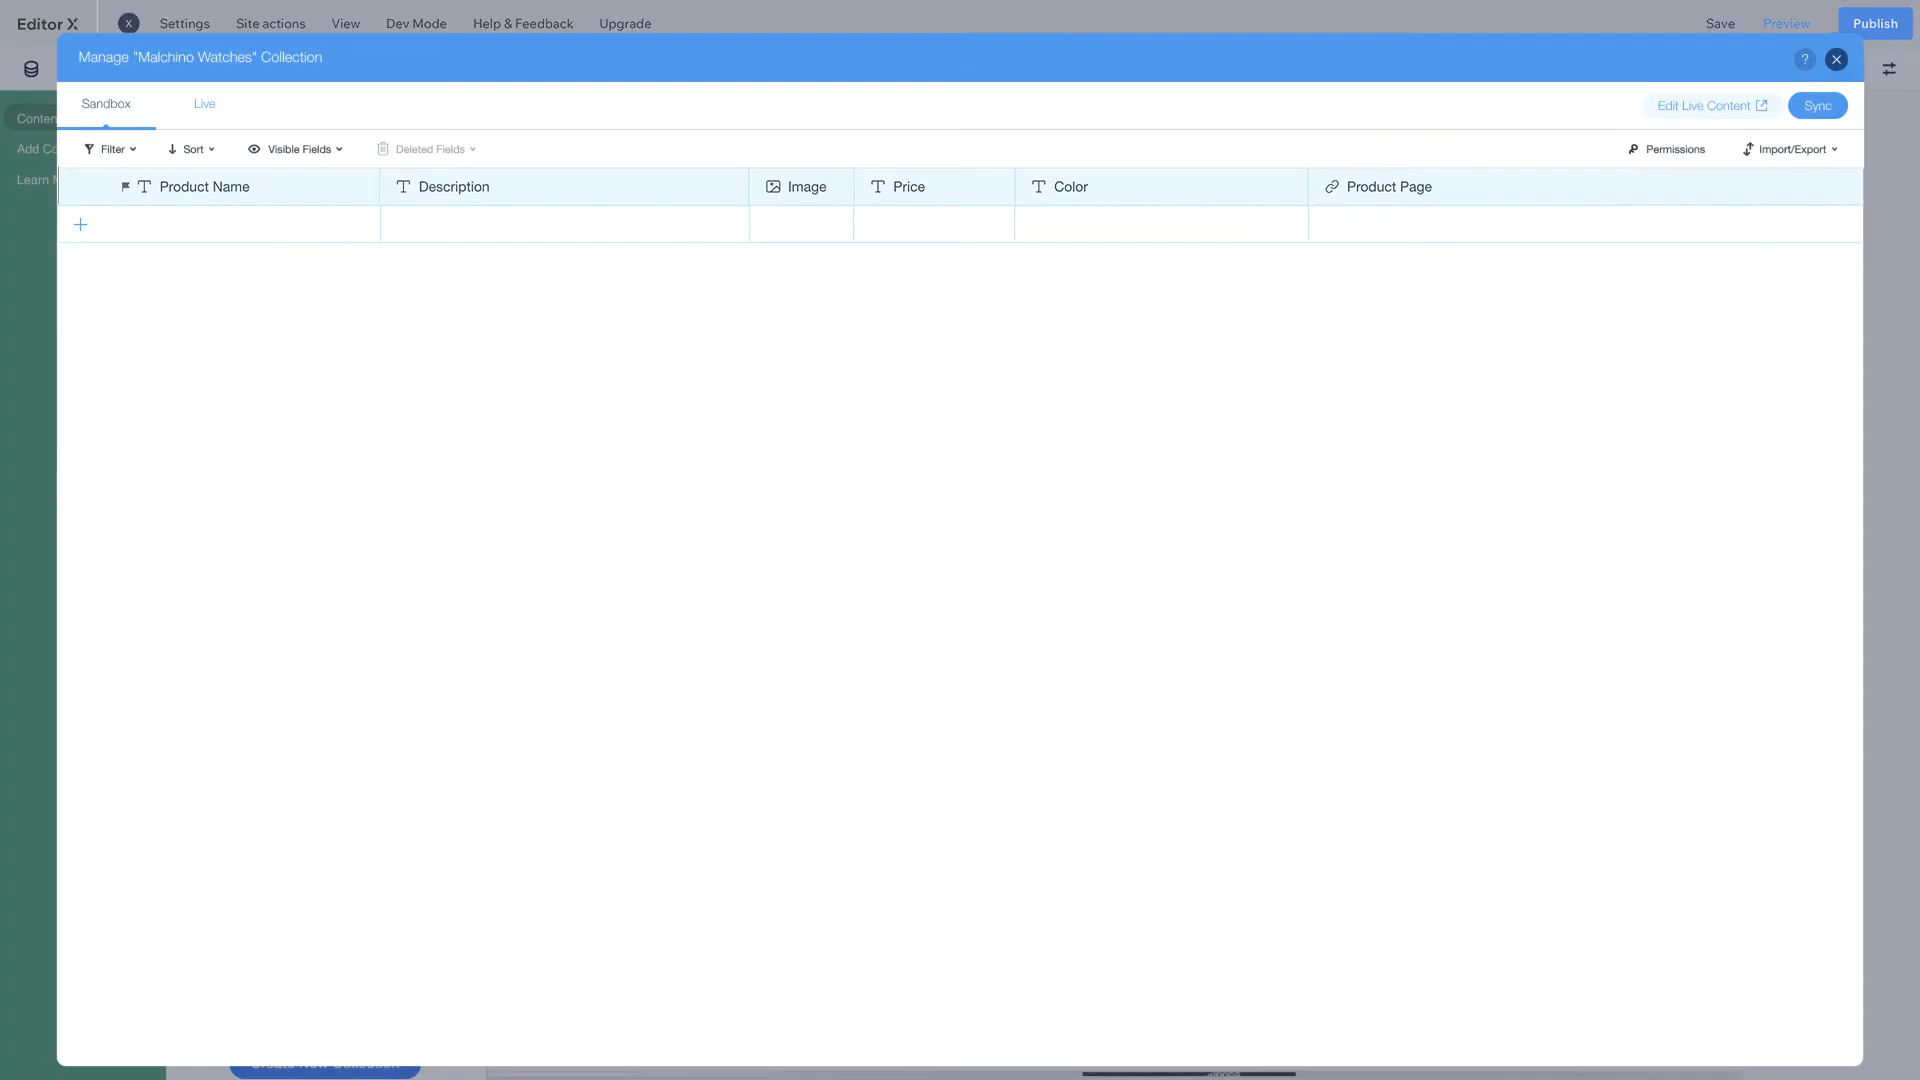 Editor X
X
Settings
Site actions
View
Dev Mode
Help & Feedback
Upgrade
Save
Preview
Publish
Manage "Malchino Watches" Collection
?
Sandbox
Live
Edit Live Content
Sync
Filter
Sort
Visible Fields
Deleted Fields
Permissions
Import/Export
Product Name
Description
Image
Price
Color
Product Page
Conten
Add Co
Learn M
Create New Collection